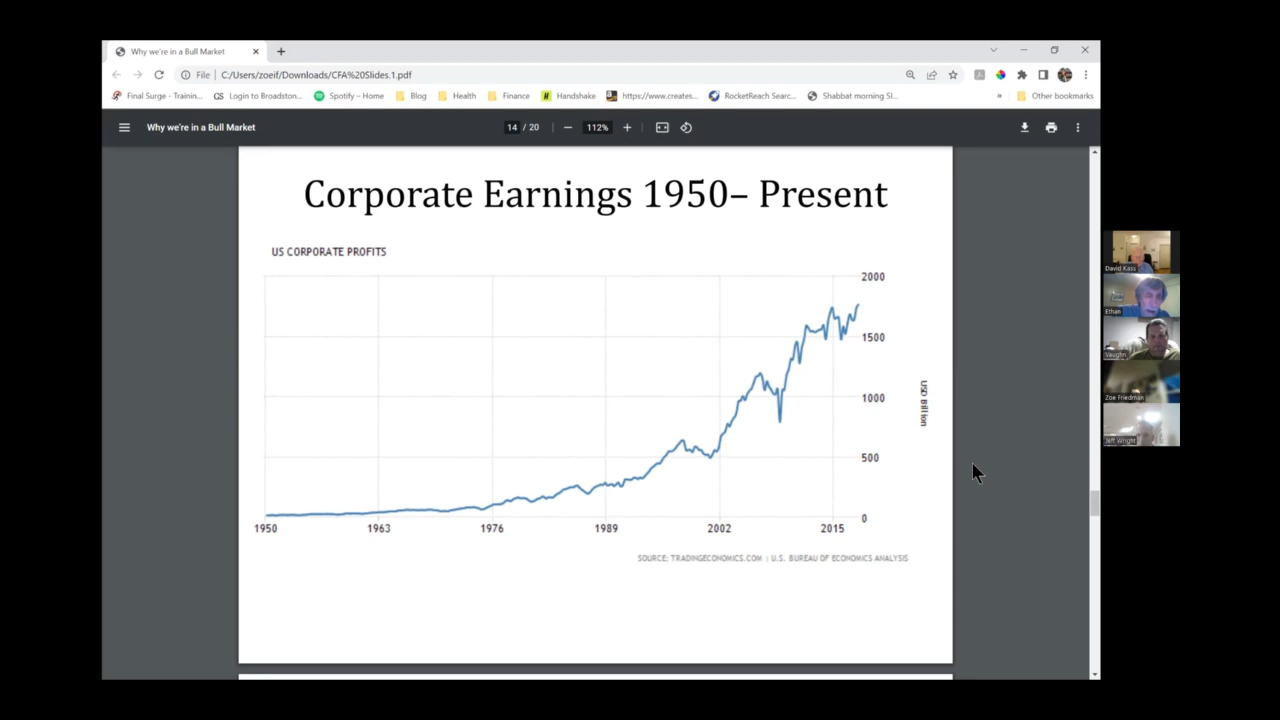 Why we're in a Bull Market
File C:/Users/zoeif/Downloads/CFA%20Slides.1.pdf
Final Surge - Trainin... GS Login to Broadston... Spotify – Home Blog Health Finance Handshake https://www.creates... RocketReach Searc... Shabbat morning Sl... » Other bookmarks
Why we're in a Bull Market 14 / 20 112%
Corporate Earnings 1950– Present
US CORPORATE PROFITS
2000
1500
1000
500
0
USD Billion
1950 1963 1976 1989 2002 2015
SOURCE: TRADINGECONOMICS.COM | U.S. BUREAU OF ECONOMICS ANALYSIS
David Kass
Ethan
Vaughn
Zoe Friedman
Jeff Wright